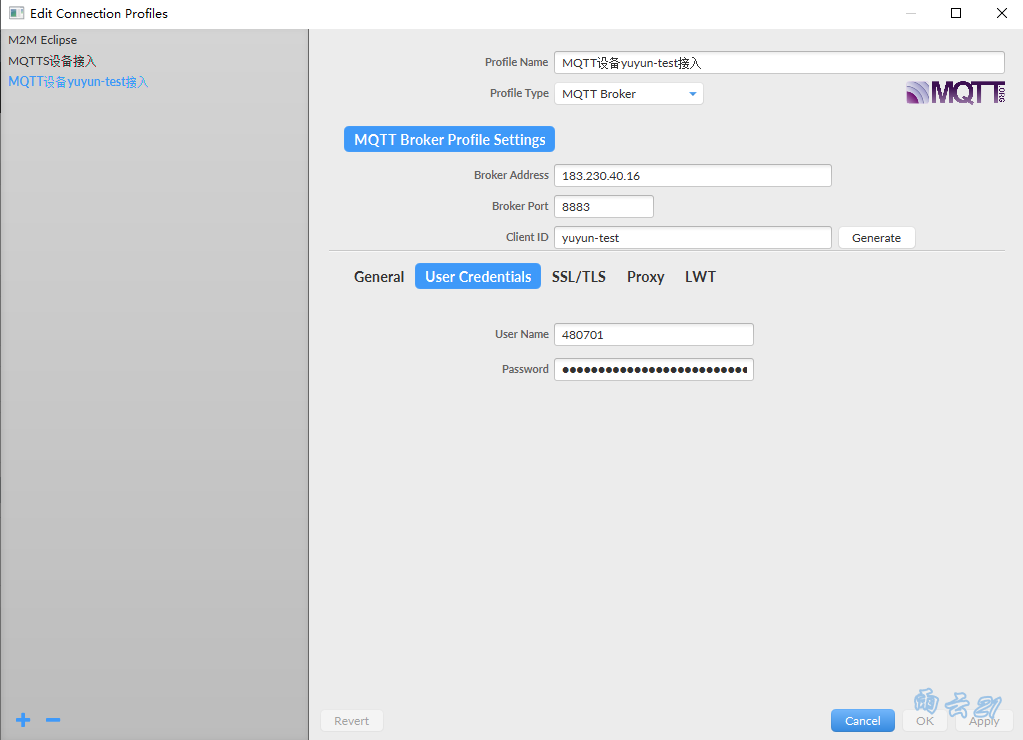 Edit Connection Profiles
M2M Eclipse
MQTTS设备接入
MQTT设备yuyun-test接入
Profile Name MQTT设备yuyun-test接入
Profile Type MQTT Broker
MQTT.ORG
MQTT Broker Profile Settings
Broker Address 183.230.40.16
Broker Port 8883
Client ID yuyun-test Generate
General User Credentials SSL/TLS Proxy LWT
User Name 480701
Password ••••••••••••••••••••••••••
雨云21
Revert Cancel OK Apply